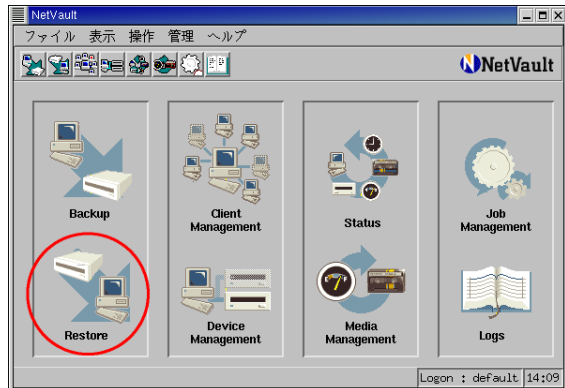 NetVault
ファイル 表示 操作 管理 ヘルプ
NetVault
Backup
Client Management
Status
Job Management
Restore
Device Management
Media Management
Logs
Logon : default 14:09